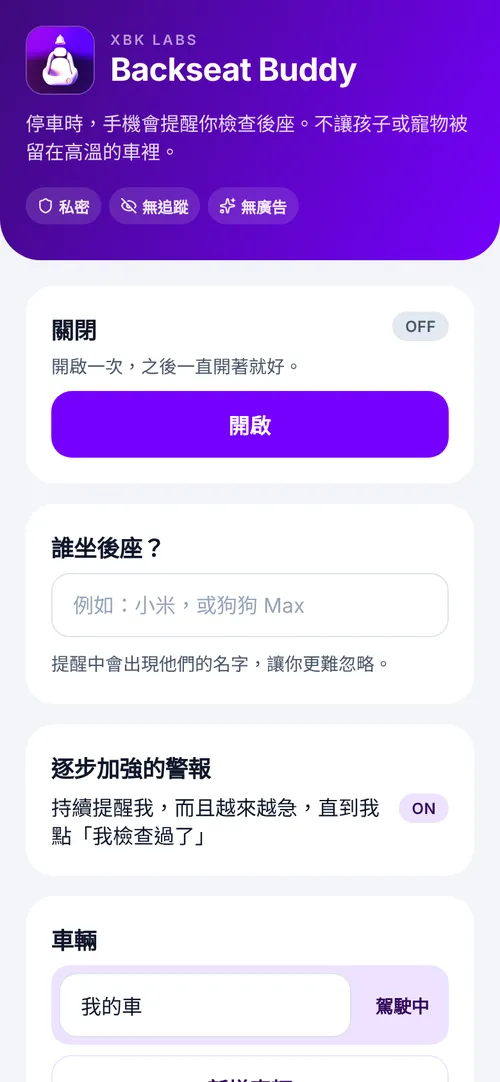 XBK LABS
Backseat Buddy
停車時，手機會提醒你檢查後座。不讓孩子或寵物被
留在高溫的車裡。
私密
無追蹤
無廣告
關閉
OFF
開啟一次，之後一直開著就好。
開啟
誰坐後座？
例如：小米，或狗狗 Max
提醒中會出現他們的名字，讓你更難忽略。
逐步加強的警報
持續提醒我，而且越來越急，直到我
點「我檢查過了」
ON
車輛
我的車
駕駛中